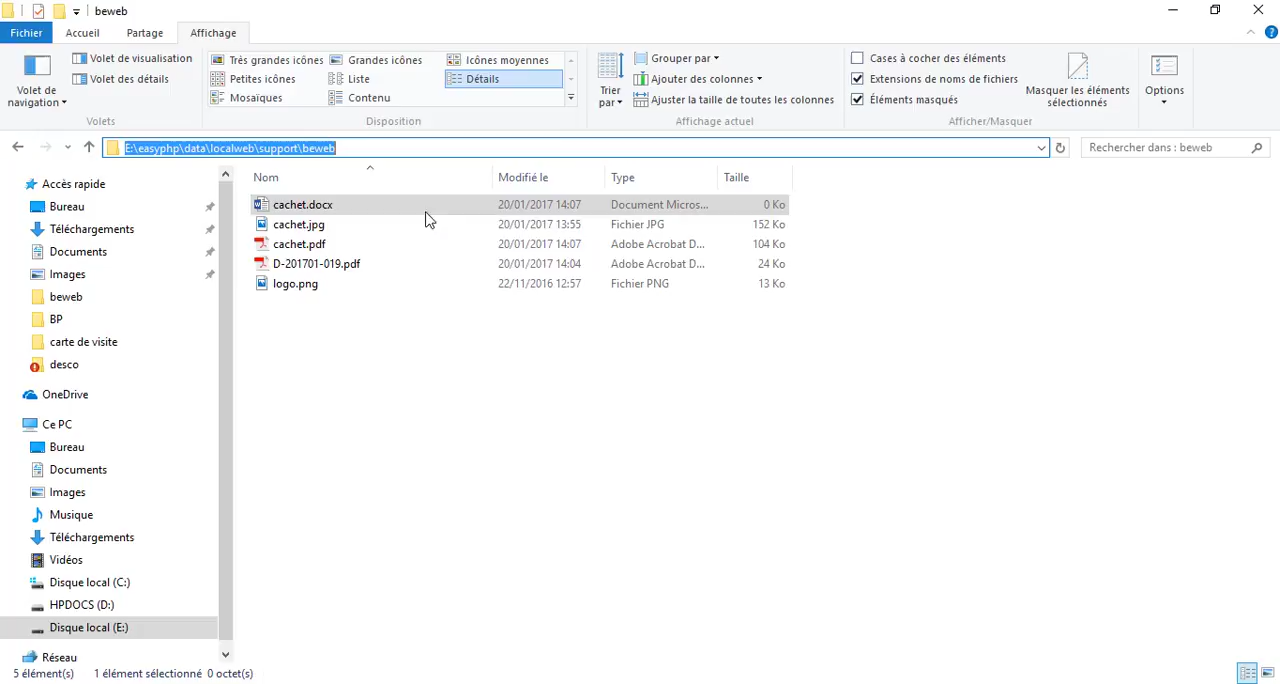 beweb
Fichier Accueil Partage Affichage
Volet de navigation
Volet de visualisation
Volet des détails
Volets
Très grandes icônes Grandes icônes Icônes moyennes
Petites icônes Liste Détails
Mosaïques Contenu
Disposition
Trier par
Grouper par
Ajouter des colonnes
Ajuster la taille de toutes les colonnes
Affichage actuel
Cases à cocher des éléments
Extensions de noms de fichiers
Éléments masqués
Masquer les éléments
sélectionnés
Afficher/Masquer
Options
E:\easyphp\data\localweb\support\beweb
Rechercher dans : beweb
Accès rapide
Bureau
Téléchargements
Documents
Images
beweb
BP
carte de visite
desco
OneDrive
Ce PC
Bureau
Documents
Images
Musique
Téléchargements
Vidéos
Disque local (C:)
HPDOCS (D:)
Disque local (E:)
Réseau
Nom Modifié le Type Taille
cachet.docx 20/01/2017 14:07 Document Micros... 0 Ko
cachet.jpg 20/01/2017 13:55 Fichier JPG 152 Ko
cachet.pdf 20/01/2017 14:07 Adobe Acrobat D... 104 Ko
D-201701-019.pdf 20/01/2017 14:04 Adobe Acrobat D... 24 Ko
logo.png 22/11/2016 12:57 Fichier PNG 13 Ko
5 élément(s) 1 élément sélectionné 0 octet(s)